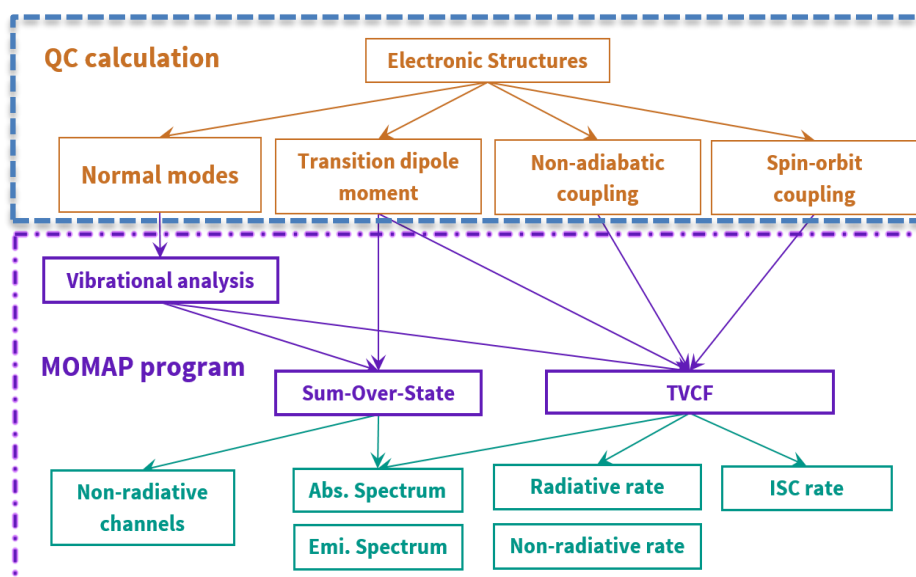 QC calculation
Electronic Structures
Normal modes
Transition dipole
moment
Non-adiabatic
coupling
Spin-orbit
coupling
Vibrational analysis
MOMAP program
Sum-Over-State
TVCF
Non-radiative
channels
Abs. Spectrum
Radiative rate
ISC rate
Emi. Spectrum
Non-radiative rate